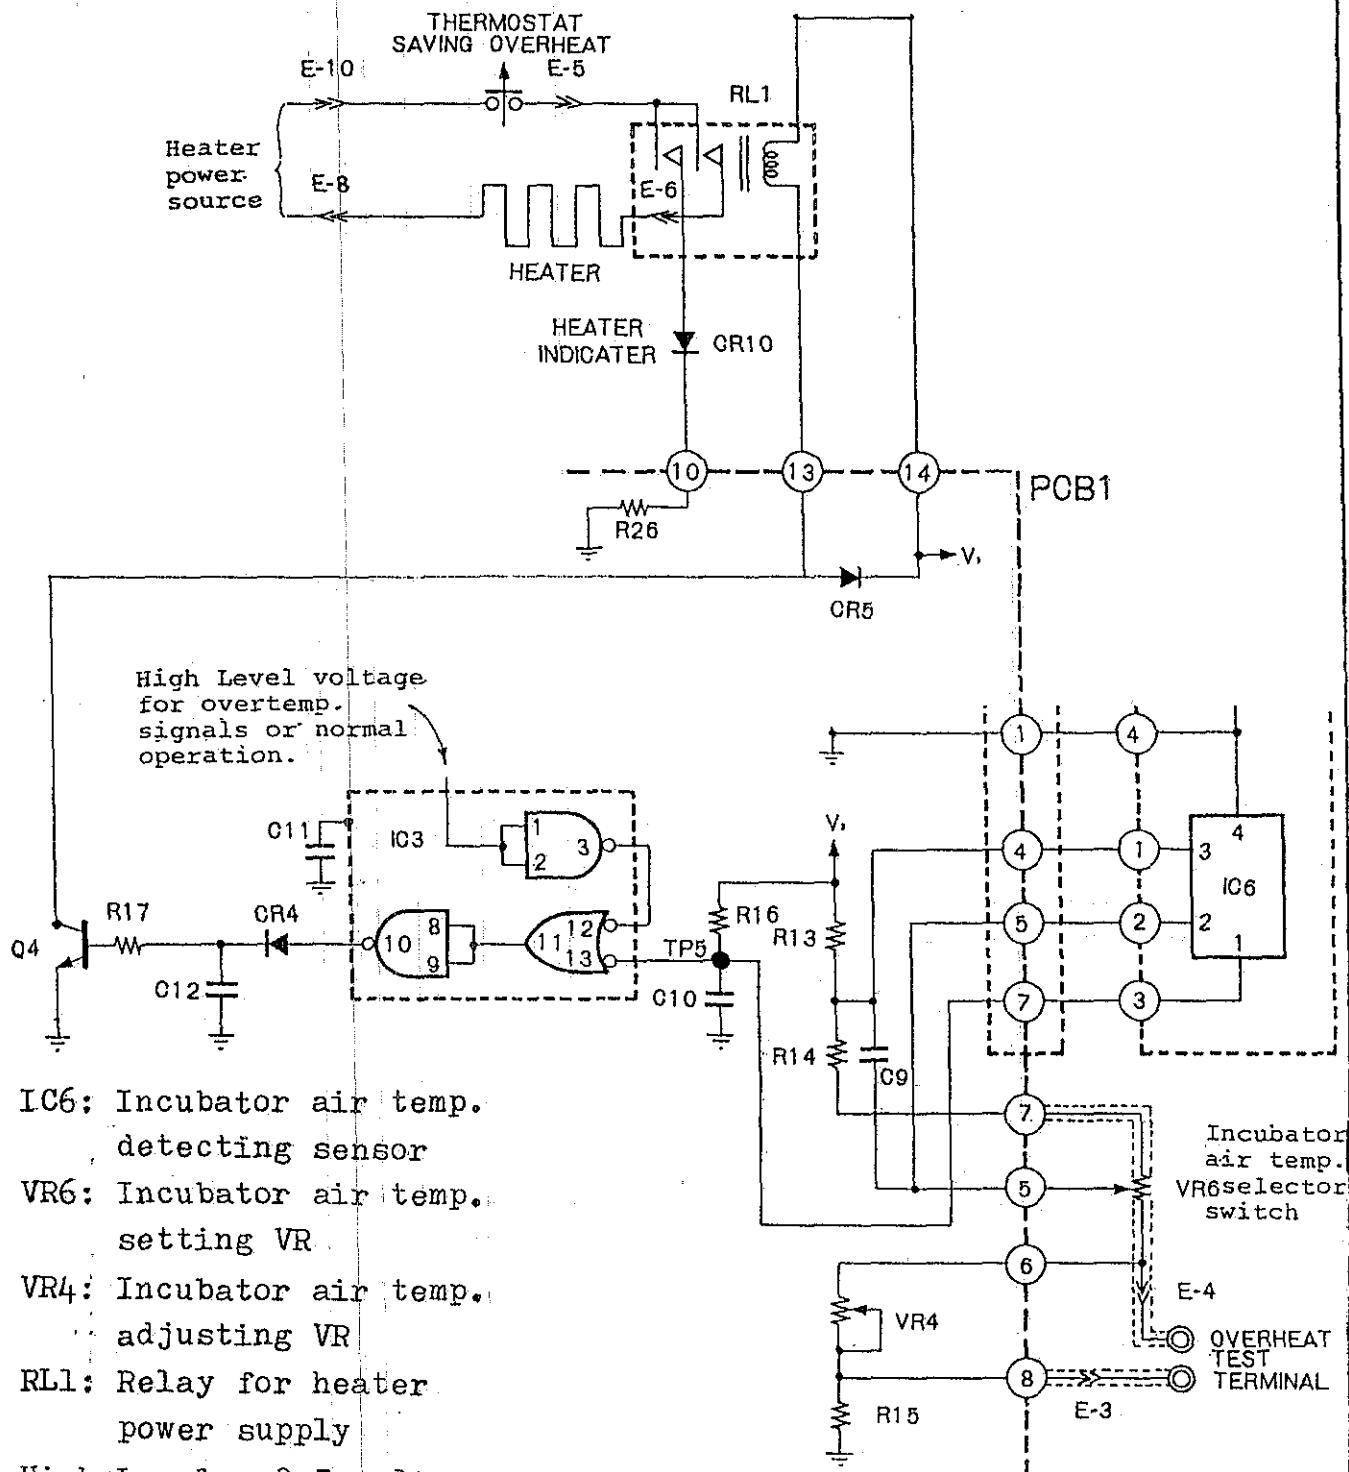 THERMOSTAT
SAVING OVERHEAT
E-10
E-5
RL1
Heater
power
source
E-8
E-6
HEATER
HEATER
INDICATER
CR10
10
13
14
PCB1
R26
V,
CR5
High Level voltage
for overtemp.
signals or normal
operation.
1
4
C11
IC3
1
2
3
V,
4
1
3
4
IC6
R17
CR4
10
8
9
11
12
13
TP5
R16
R13
5
2
2
1
Q4
C12
C10
7
3
R14
C9
IC6: Incubator air temp.
detecting sensor
VR6: Incubator air temp.
setting VR
VR4: Incubator air temp.
adjusting VR
RL1: Relay for heater
power supply
7
Incubator
air temp.
VR6 selector
switch
5
6
E-4
VR4
OVERHEAT
TEST
TERMINAL
8
E-3
R15